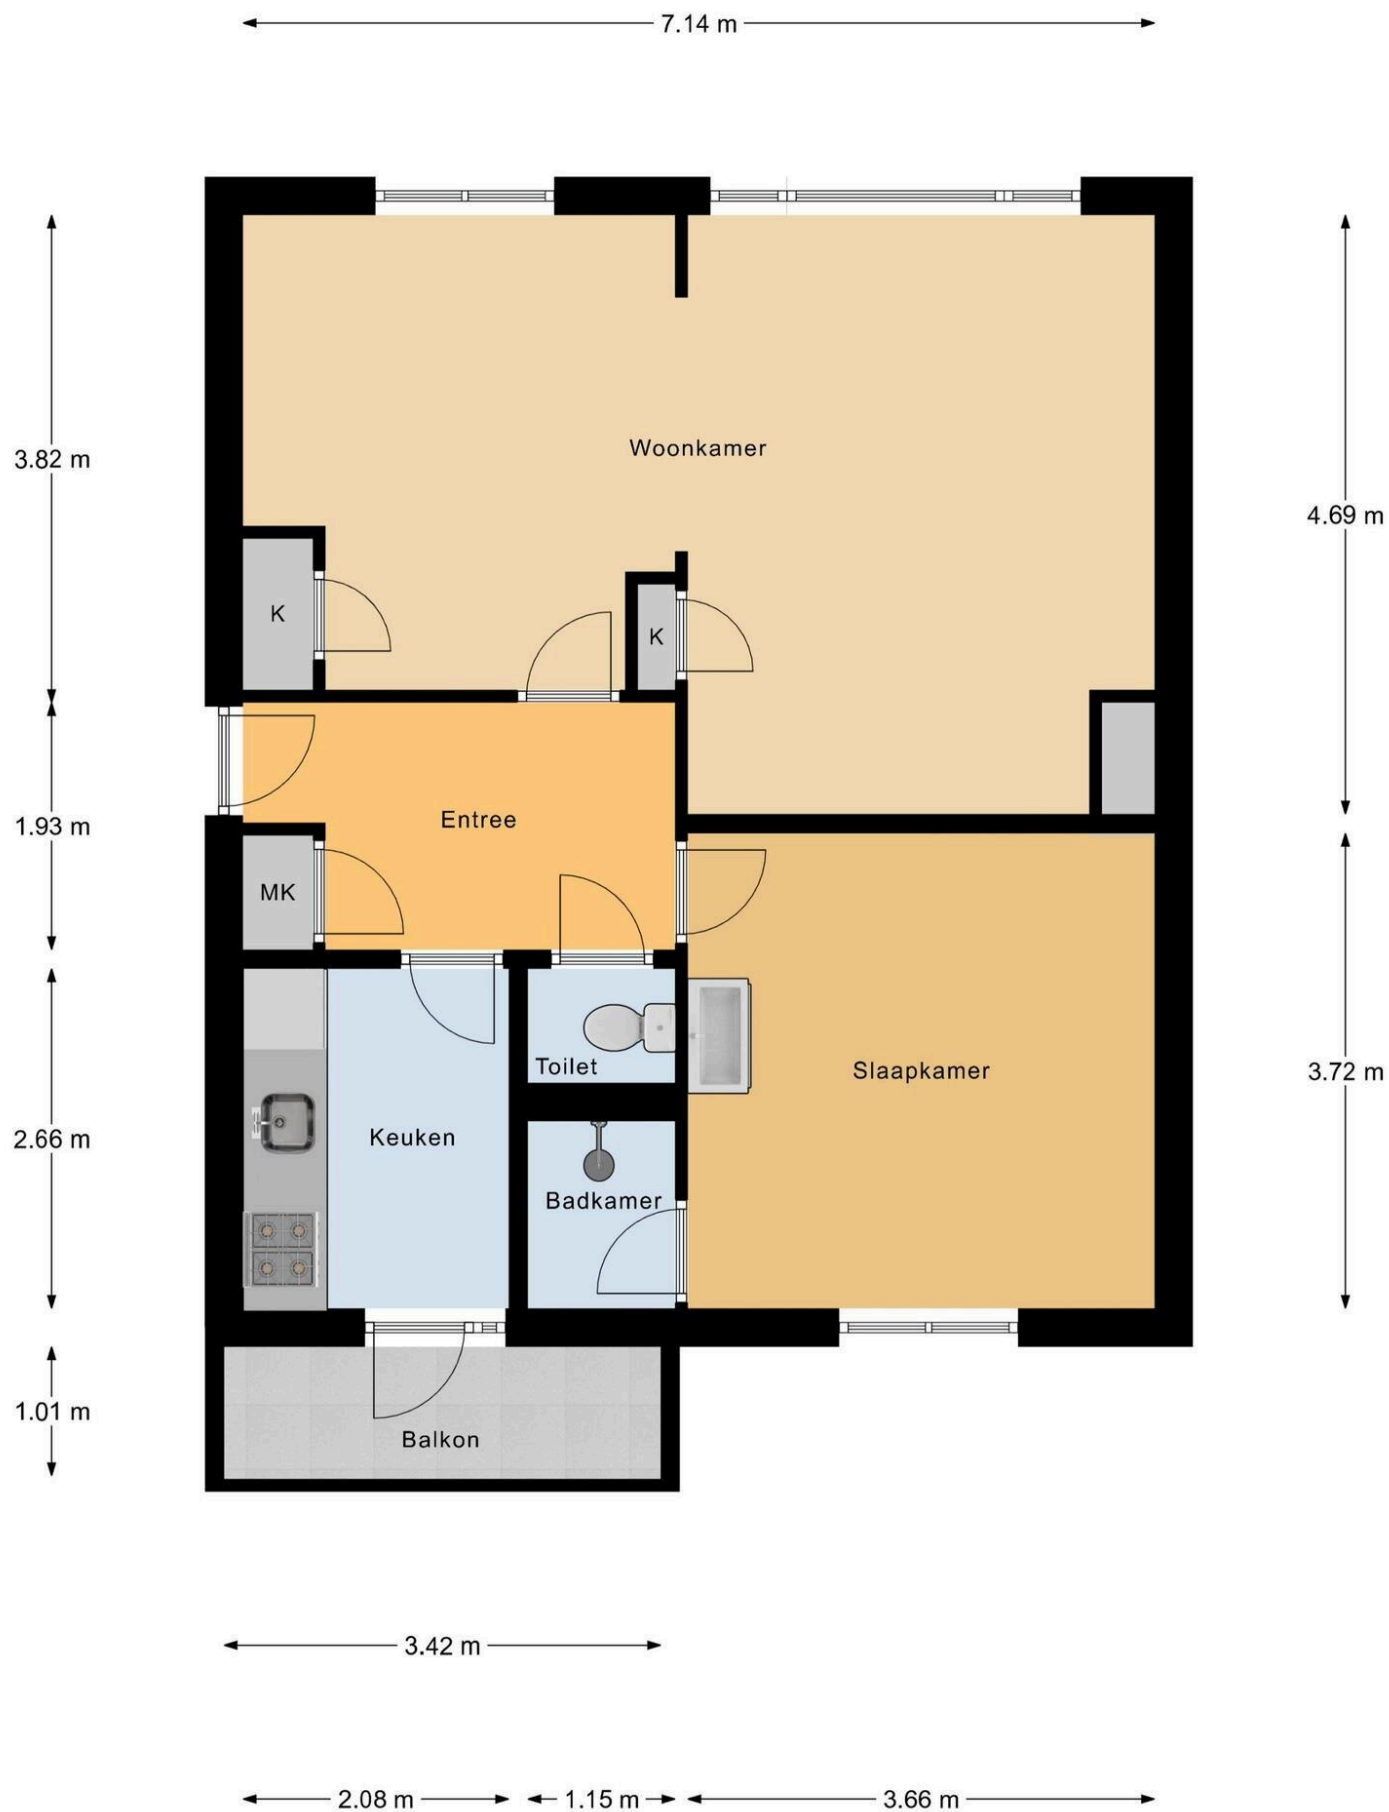 7.14 m
3.82 m
Woonkamer
4.69 m
K
K
1.93 m
Entree
MK
Slaapkamer
3.72 m
Toilet
2.66 m
Keuken
Badkamer
1.01 m
Balkon
3.42 m
2.08 m
1.15 m
3.66 m